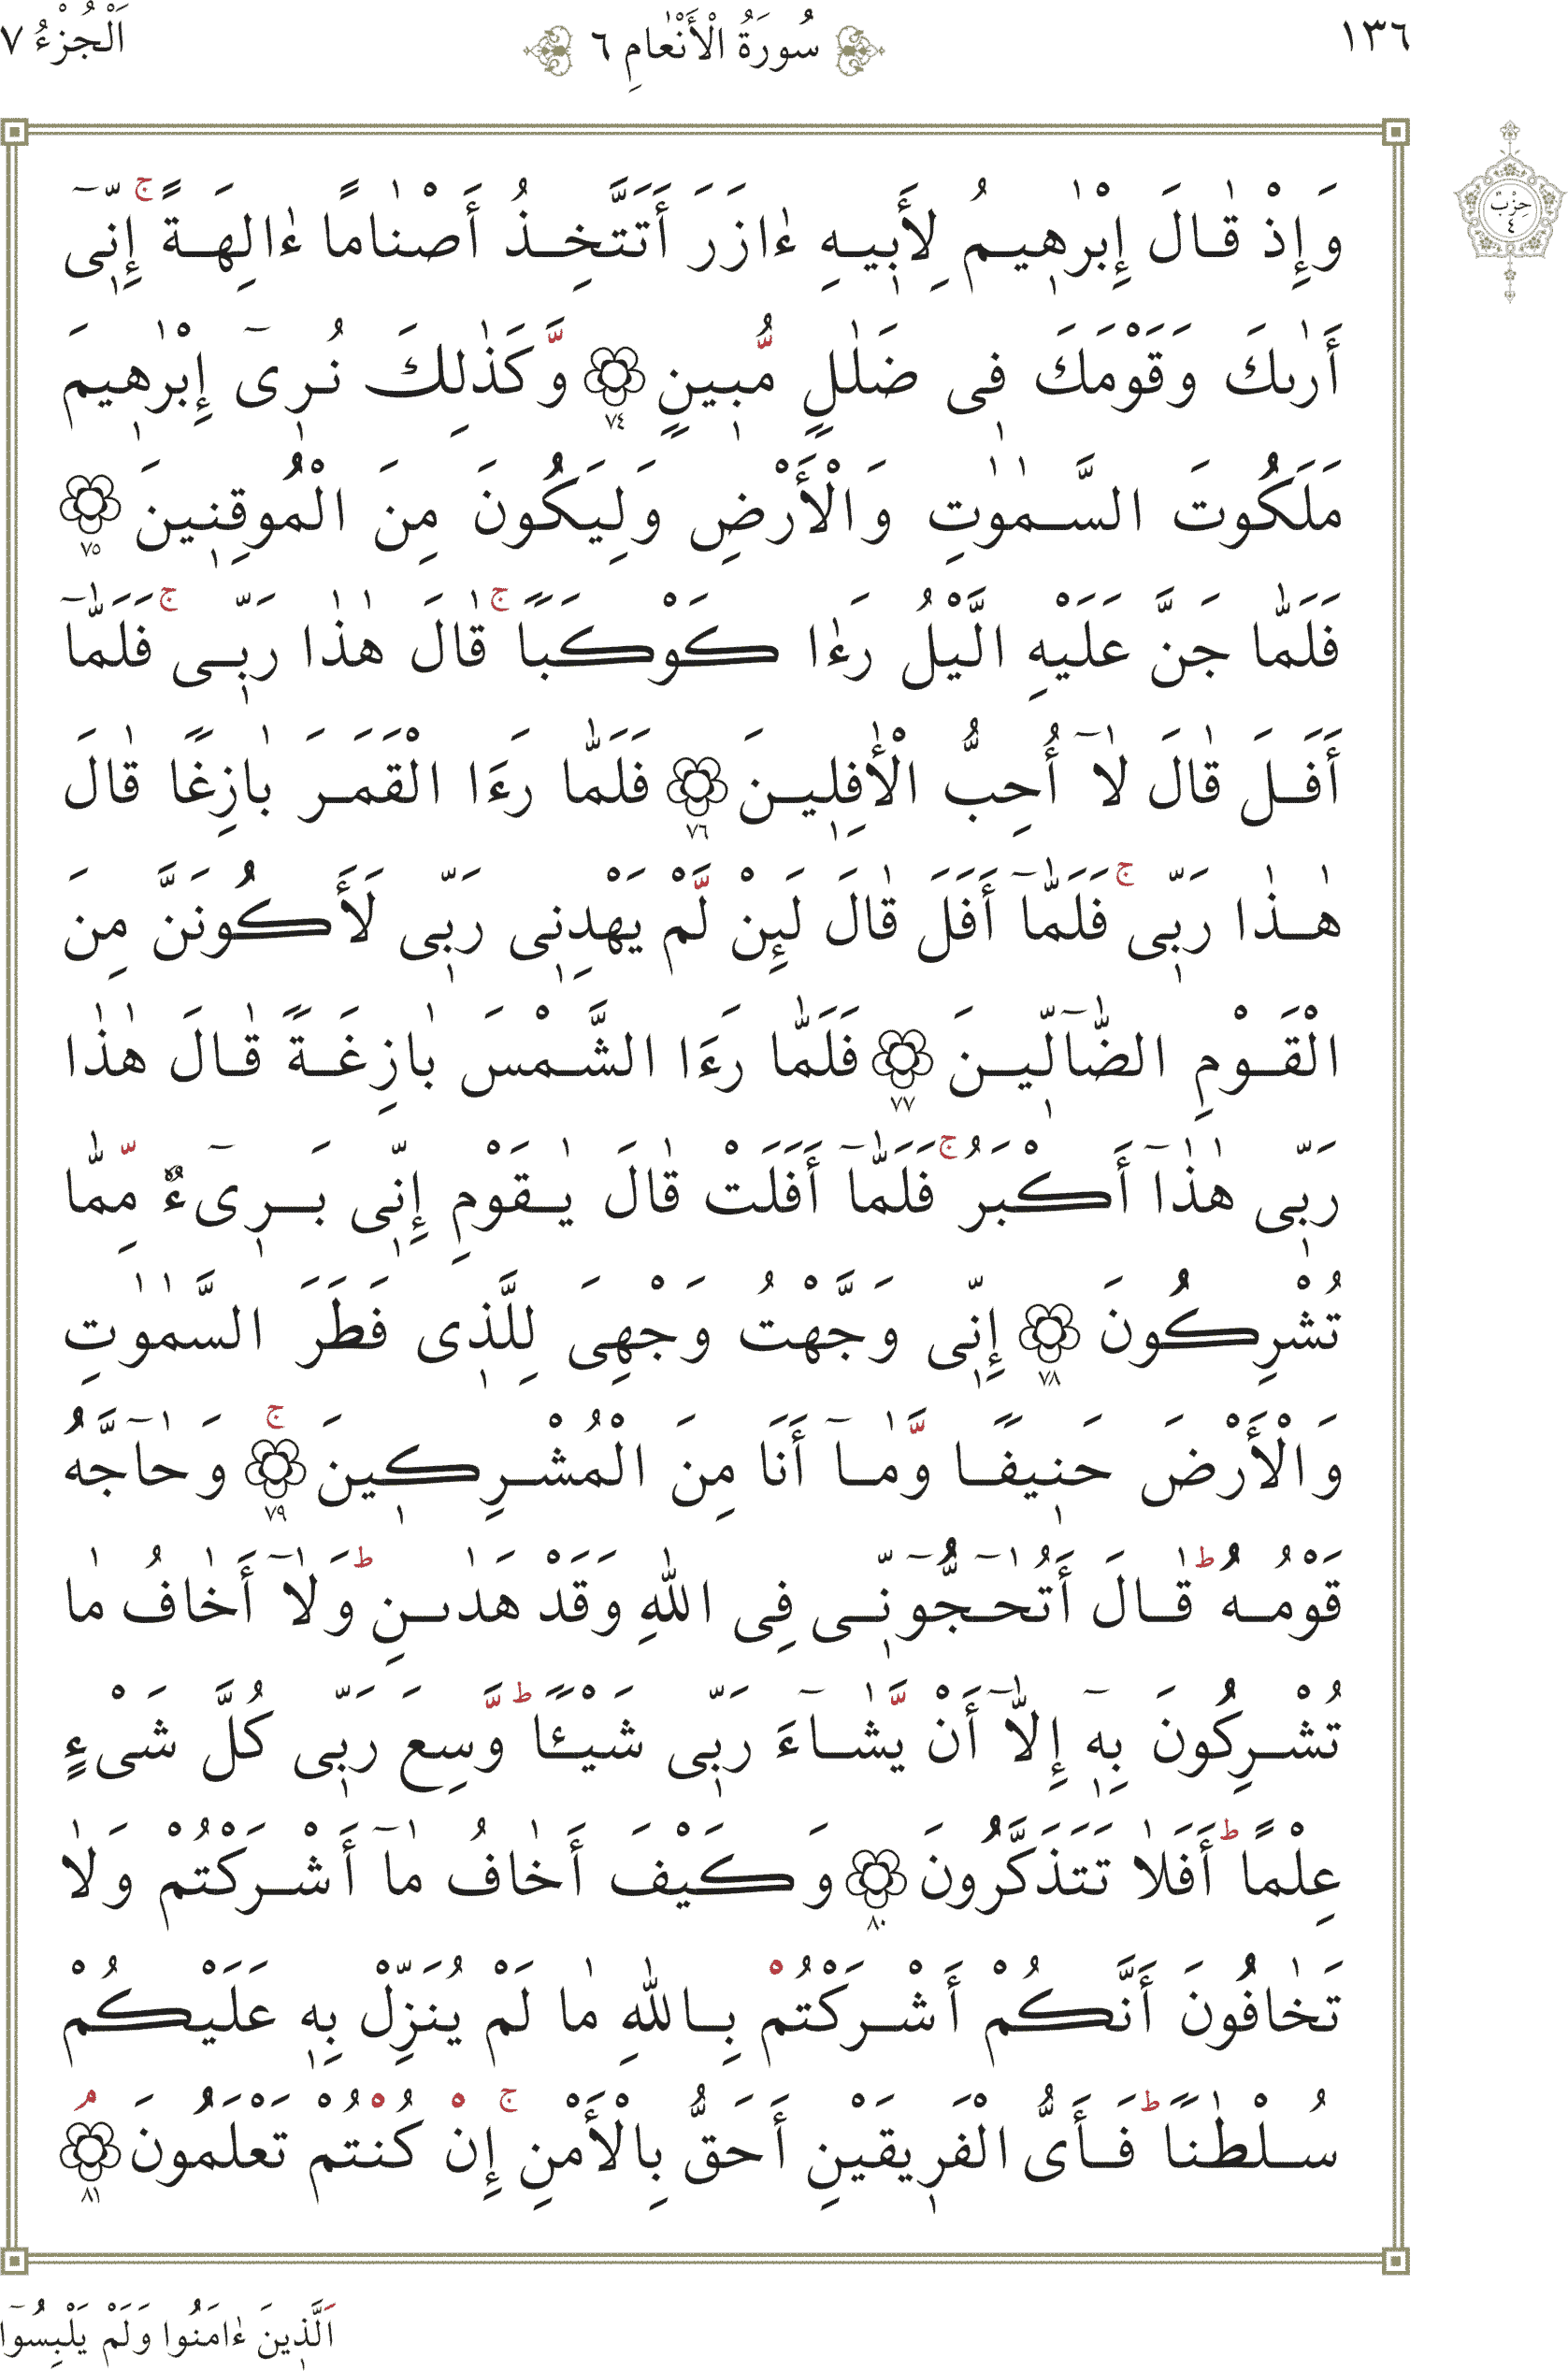 ١٣٦ سُورَةُ الْأَنْعٰامِ ٦ اَلْجُزْءُ ٧
حِزْبٌ ٤
وَإِذْ قٰالَ إِبْرٰهٖيمُ لِأَبٖيهِ ءٰازَرَ أَتَتَّخِذُ أَصْنٰامًا ءٰالِهَةً ۚ إِنّٖىٓ
أَرٰىكَ وَقَوْمَكَ فٖى ضَلٰلٍ مُّبٖينٍ ٧٤ وَّكَذٰلِكَ نُرٖىٓ إِبْرٰهٖيمَ
مَلَكُوتَ السَّمٰوٰتِ وَالْأَرْضِ وَلِيَكُونَ مِنَ الْمُوقِنٖينَ ٧٥
فَلَمّٰا جَنَّ عَلَيْهِ الَّيْلُ رَءٰا كَوْكَبًا ۚ قٰالَ هٰذٰا رَبّٖى ۚ فَلَمّٰآ
أَفَلَ قٰالَ لٰآ أُحِبُّ الْأٰفِلٖينَ ٧٦ فَلَمّٰا رَءَا الْقَمَرَ بٰازِغًا قٰالَ
هٰذٰا رَبّٖى ۚ فَلَمّٰآ أَفَلَ قٰالَ لَئِنْ لَّمْ يَهْدِنٖى رَبّٖى لَأَكُونَنَّ مِنَ
الْقَوْمِ الضّٰآلّٖينَ ٧٧ فَلَمّٰا رَءَا الشَّمْسَ بٰازِغَةً قٰالَ هٰذٰا
رَبّٖى هٰذٰآ أَكْبَرُ ۚ فَلَمّٰآ أَفَلَتْ قٰالَ يٰقَوْمِ إِنّٖى بَرٖىٓءٌ مِّمّٰا
تُشْرِكُونَ ٧٨ إِنّٖى وَجَّهْتُ وَجْهِىَ لِلَّذٖى فَطَرَ السَّمٰوٰتِ
وَالْأَرْضَ حَنٖيفًا وَّمٰآ أَنَا مِنَ الْمُشْرِكٖينَ ۚ ٧٩ وَحٰآجَّهُ
قَوْمُهُ ۭ قٰالَ أَتُحٰٓجُّوٓنّٖى فِى اللّٰهِ وَقَدْ هَدٰىنِ ۭ وَلٰآ أَخٰافُ مٰا
تُشْرِكُونَ بِهٖٓ إِلّٰآ أَنْ يَّشٰآءَ رَبّٖى شَيْئًا ۭ وَّسِعَ رَبّٖى كُلَّ شَىْءٍ
عِلْمًا ۭ أَفَلٰا تَتَذَكَّرُونَ ٨٠ وَكَيْفَ أَخٰافُ مٰآ أَشْرَكْتُمْ وَلٰا
تَخٰافُونَ أَنَّكُمْ أَشْرَكْتُمْ بِاللّٰهِ مٰا لَمْ يُنَزِّلْ بِهٖ عَلَيْكُمْ
سُلْطٰنًا ۭ فَأَىُّ الْفَرٖيقَيْنِ أَحَقُّ بِالْأَمْنِ ۚ إِنْ كُنْتُمْ تَعْلَمُونَ ۘ ٨١
اَلَّذٖينَ ءٰامَنُوا وَلَمْ يَلْبِسُوٓا